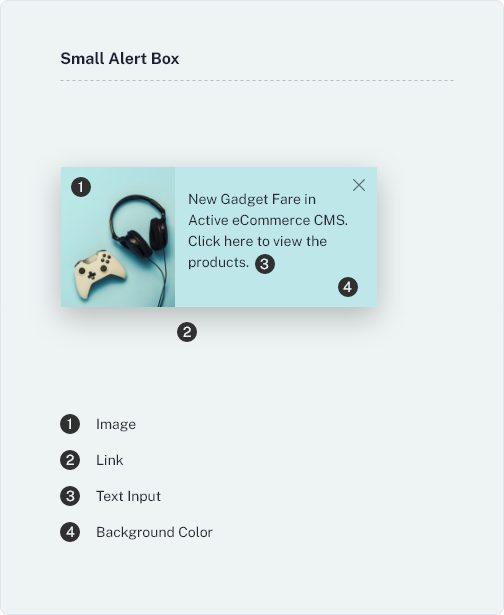 Small Alert Box
1
New Gadget Fare in
Active eCommerce CMS.
Click here to view the
products. 3
4
2
1 Image
2 Link
3 Text Input
4 Background Color